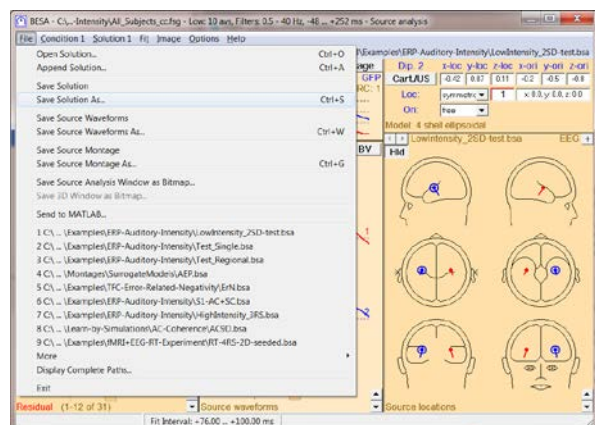 BESA - C:\...-Intensity\All_Subjects_cc.fsg - Low: 10 avs, Filters: 0.5 - 40 Hz, -48 ... +252 ms - Source analysis
File Condition 1 Solution 1 Fit Image Options Help
Open Solution... Ctrl+O
Append Solution... Ctrl+A
Save Solution
Save Solution As... Ctrl+S
Save Source Waveforms
Save Source Waveforms As... Ctrl+W
Save Source Montage
Save Source Montage As... Ctrl+G
Save Source Analysis Window as Bitmap...
Save 3D Window as Bitmap...
Send to MATLAB...
1 C:\ ... \Examples\ERP-Auditory-Intensity\LowIntensity_2SD-test.bsa
2 C:\ ... \Examples\ERP-Auditory-Intensity\Test_Single.bsa
3 C:\ ... \Examples\ERP-Auditory-Intensity\Test_Regional.bsa
4 C:\ ... \Montages\SurrogateModels\AEP.bsa
5 C:\ ... \Examples\TFC-Error-Related-Negativity\ErN.bsa
6 C:\ ... \Examples\ERP-Auditory-Intensity\S1-AC+SC.bsa
7 C:\ ... \Examples\ERP-Auditory-Intensity\HighIntensity_3RS.bsa
8 C:\ ... \Learn-by-Simulations\AC-Coherence\AC9D.bsa
9 C:\ ... \Examples\fMRI+EEG-RT-Experiment\RT-4RS-2D-seeded.bsa
More
Display Complete Paths...
Exit
\Examples\ERP-Auditory-Intensity\LowIntensity_2SD-test.bsa
age
GFP
RC: 1
BV
Dip. 2 x-loc y-loc z-loc x-ori y-ori z-ori
Cart./US -0.42 0.11 -0.2 -0.5
Loc: symmetric 1 x: 0.0, y: 0.0, z: 0.0
On: free
Model: 4 shell ellipsoidal
LowIntensity_2SD-test.bsa EEG
Hld
Residual (1-12 of 31)
Source waveforms
Source locations
Fit Interval: +76.00 ... +100.00 ms